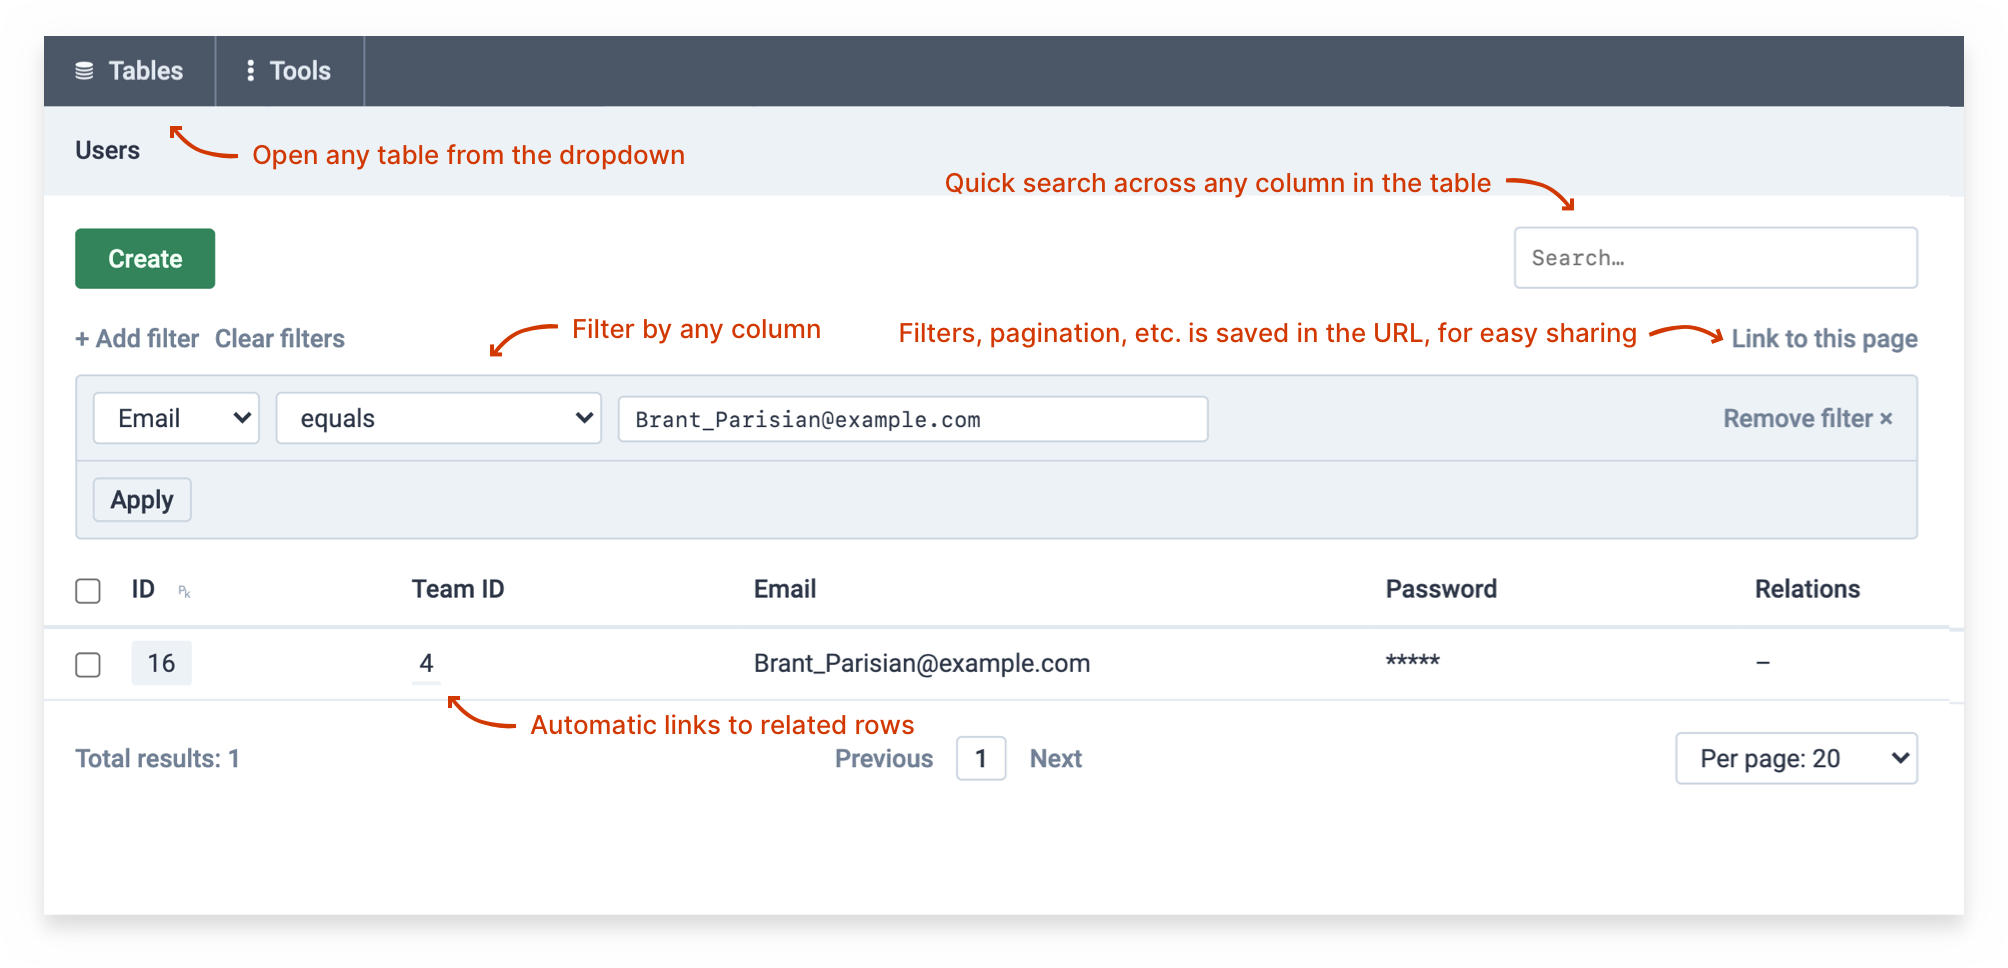 Tables Tools
Users
Open any table from the dropdown
Quick search across any column in the table
Create
Search…
+ Add filter Clear filters
Filter by any column
Filters, pagination, etc. is saved in the URL, for easy sharing
Link to this page
Email equals Brant_Parisian@example.com Remove filter ×
Apply
ID PK Team ID Email Password Relations
16 4 Brant_Parisian@example.com ***** –
Automatic links to related rows
Total results: 1 Previous 1 Next Per page: 20